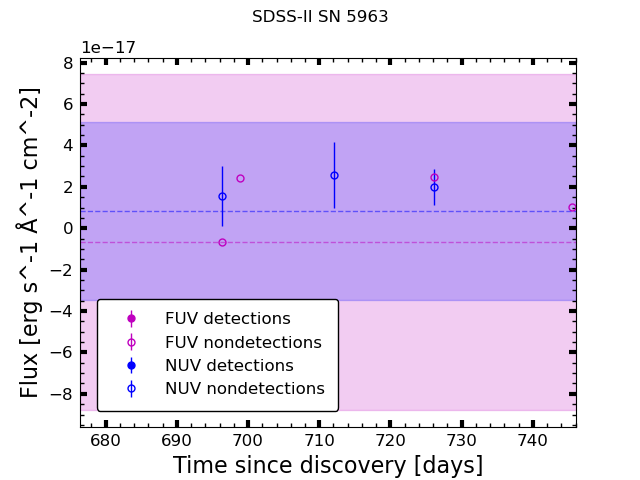 SDSS-II SN 5963
1e−17
8
6
4
2
0
−2
−4
−6
−8
Flux [erg s^-1 Å^-1 cm^-2]
FUV detections
FUV nondetections
NUV detections
NUV nondetections
680 690 700 710 720 730 740
Time since discovery [days]